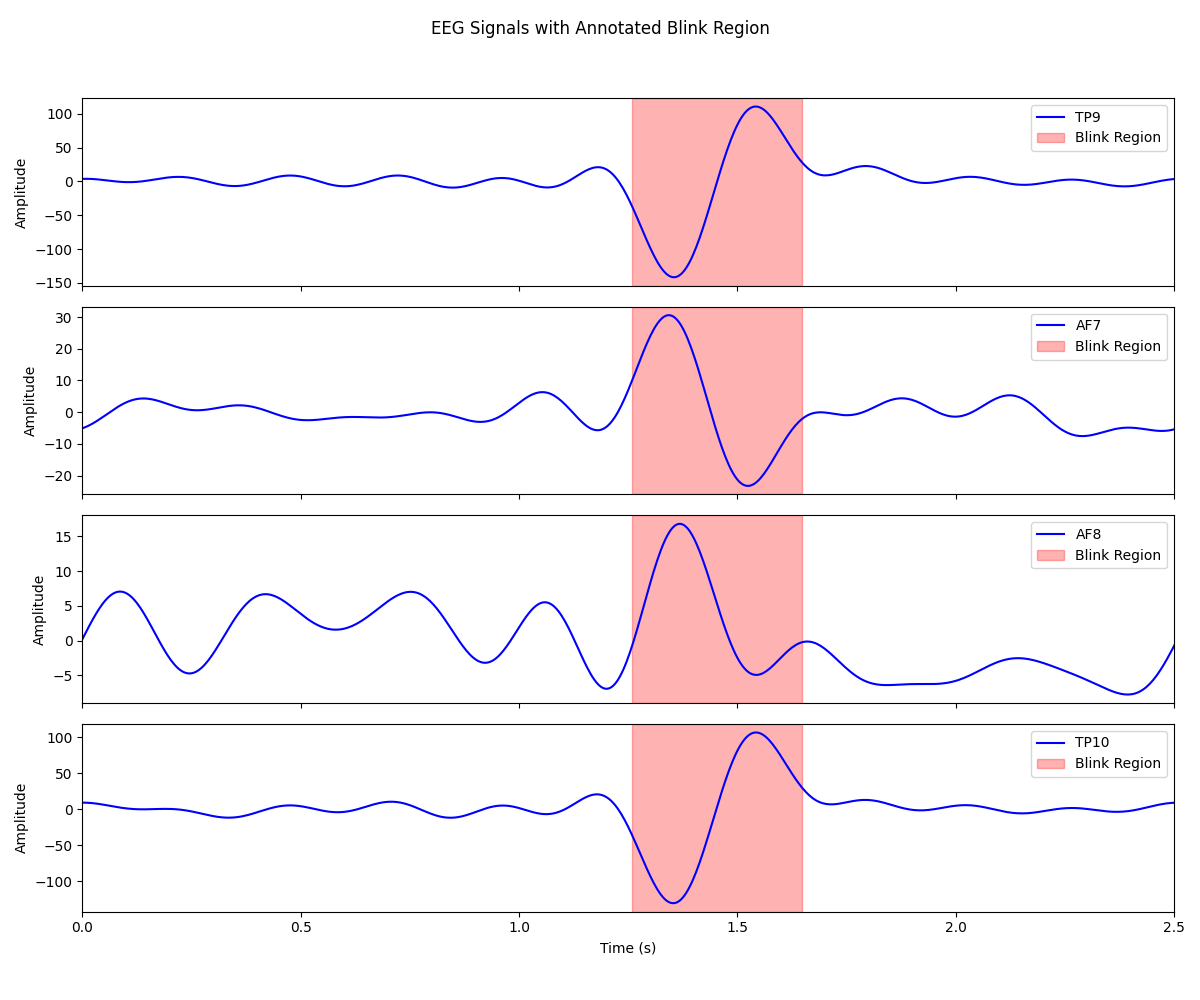 EEG Signals with Annotated Blink Region
100
50
0
−50
−100
−150
Amplitude
TP9
Blink Region
30
20
10
0
−10
−20
Amplitude
AF7
Blink Region
15
10
5
0
−5
Amplitude
AF8
Blink Region
100
50
0
−50
−100
Amplitude
TP10
Blink Region
0.0 0.5 1.0 1.5 2.0 2.5
Time (s)